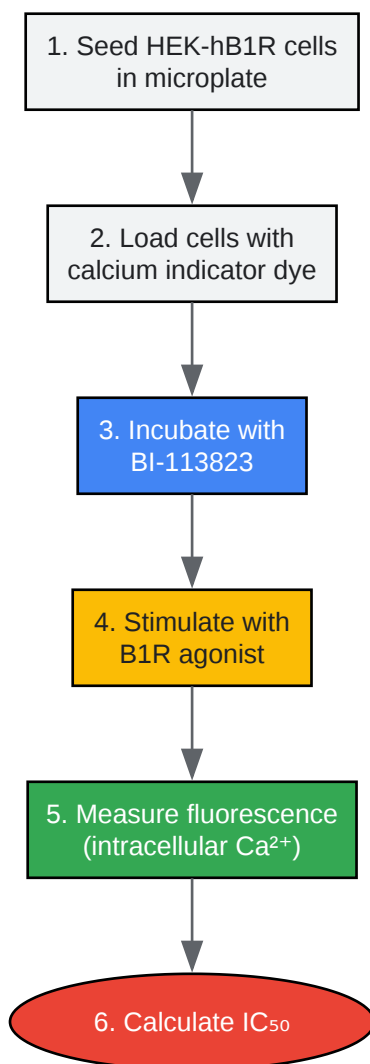 1. Seed HEK-hB1R cells
in microplate
2. Load cells with
calcium indicator dye
3. Incubate with
BI-113823
4. Stimulate with
B1R agonist
5. Measure fluorescence
(intracellular Ca²⁺)
6. Calculate IC₅₀